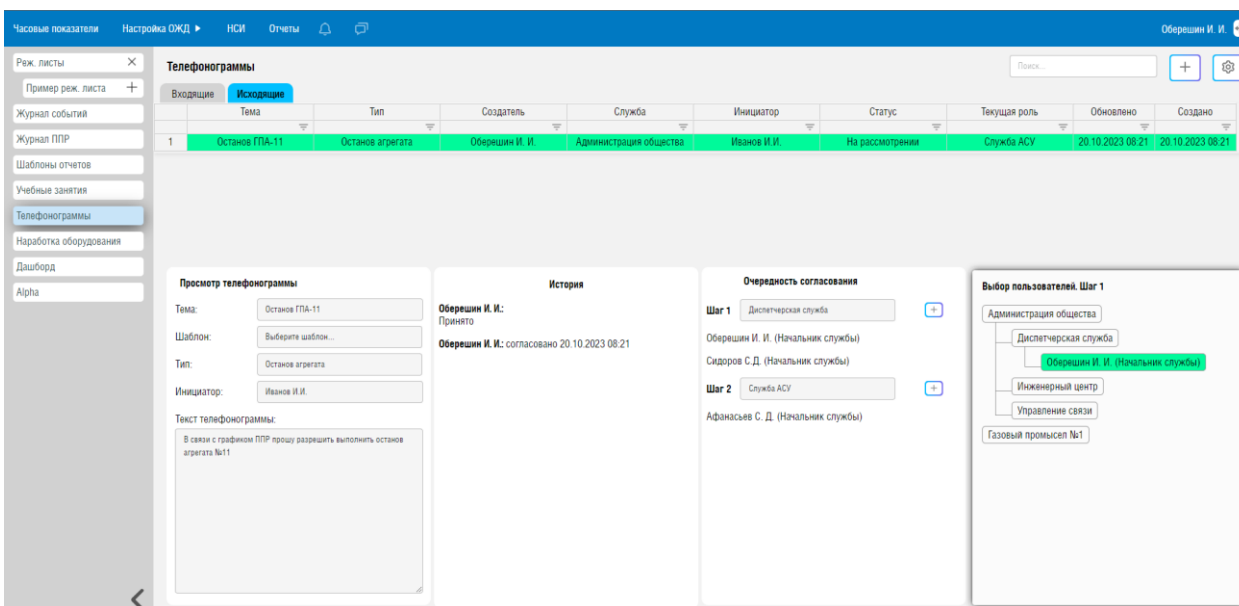 Часовые показатели Настройка ОЖД ▶ НСИ Отчеты Оберешин И. И.
Реж. листы
Пример реж. листа
Журнал событий
Журнал ППР
Шаблоны отчетов
Учебные занятия
Телефонограммы
Наработка оборудования
Дашборд
Alpha
Телефонограммы
Поиск...
Входящие Исходящие
Тема Тип Создатель Служба Инициатор Статус Текущая роль Обновлено Создано
1 Останов ГПА-11 Останов агрегата Оберешин И. И. Администрация общества Иванов И.И. На рассмотрении Служба АСУ 20.10.2023 08:21 20.10.2023 08:21
Просмотр телефонограммы
Тема: Останов ГПА-11
Шаблон: Выберите шаблон...
Тип: Останов агрегата
Инициатор: Иванов И.И.
Текст телефонограммы:
В связи с графиком ППР прошу разрешить выполнить останов
агрегата №11
История
Оберешин И. И.:
Принято
Оберешин И. И.: согласовано 20.10.2023 08:21
Очередность согласования
Шаг 1 Диспетчерская служба
Оберешин И. И. (Начальник службы)
Сидоров С.Д. (Начальник службы)
Шаг 2 Служба АСУ
Афанасьев С. Д. (Начальник службы)
Выбор пользователей. Шаг 1
Администрация общества
Диспетчерская служба
Оберешин И. И. (Начальник службы)
Инженерный центр
Управление связи
Газовый промысел №1